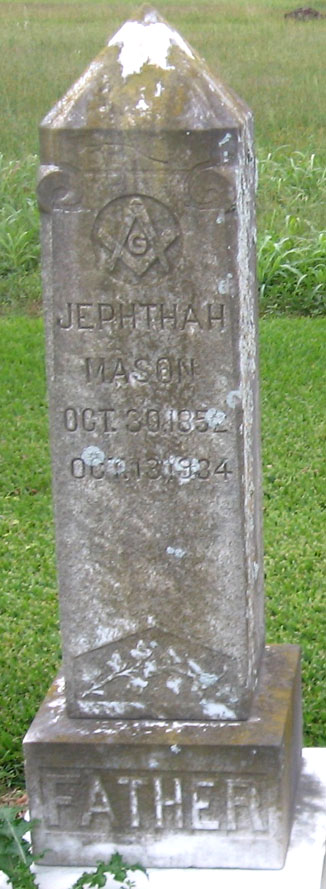 G
JEPHTHAH
MASON
OCT. 30, 1852
OCT. 13, 1934
FATHER